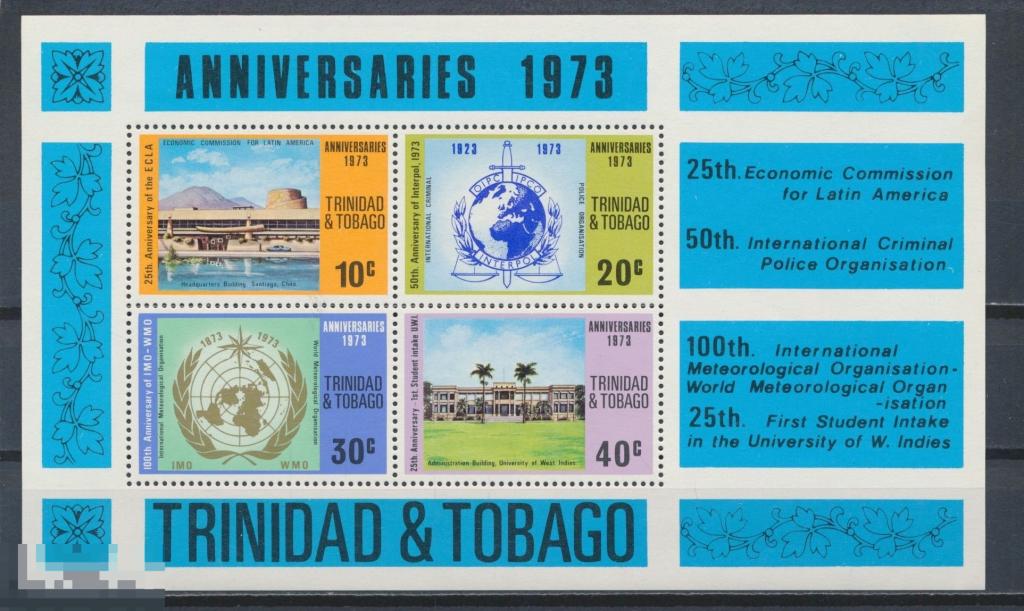 ANNIVERSARIES 1973
25th. Anniversary of the ECLA
ECONOMIC COMMISSION FOR LATIN AMERICA
ANNIVERSARIES
1973
TRINIDAD
& TOBAGO
10c
Headquarters Building Santiago, Chile.
50th. Anniversary of Interpol, 1973
INTERNATIONAL CRIMINAL
1923 1973
OIPC ICPO
INTERPOL
POLICE ORGANISATION
ANNIVERSARIES
1973
TRINIDAD
& TOBAGO
20c
100th Anniversary of IMO-WMO
International Meteorological Organisation
1873 1973
IMO WMO
World Meteorological Organisation
ANNIVERSARIES
1973
TRINIDAD
& TOBAGO
30c
25th Anniversary - 1st Student intake U.W.I.
Administration Building, University of West Indies.
ANNIVERSARIES
1973
TRINIDAD
& TOBAGO
40c
25th. Economic Commission
for Latin America
50th. International Criminal
Police Organisation
100th. International
Meteorological Organisation-
World Meteorological Organ
-isation
25th. First Student Intake
in the University of W. Indies
TRINIDAD & TOBAGO